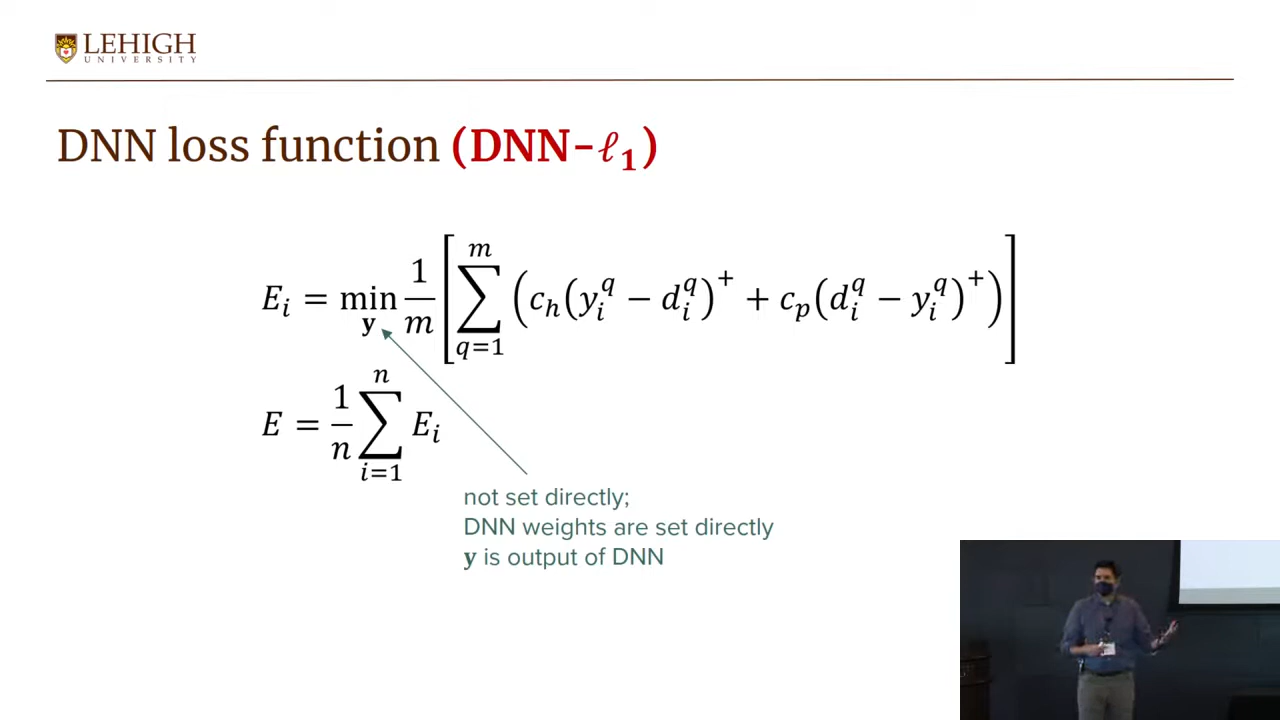 LEHIGH
UNIVERSITY
DNN loss function (DNN-ℓ₁)
E_i = min_y 1/m [ ∑_{q=1}^{m} ( c_h(y_i^q − d_i^q)^+ + c_p(d_i^q − y_i^q)^+ ) ]
E = 1/n ∑_{i=1}^{n} E_i
not set directly;
DNN weights are set directly
y is output of DNN